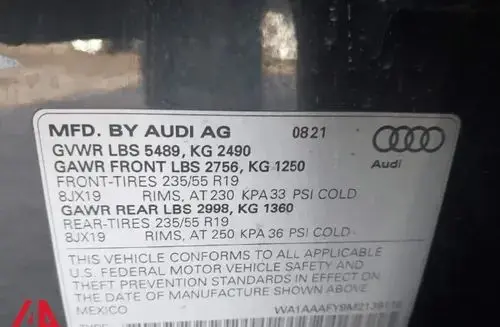 MFD. BY AUDI AG 08 21
GVWR LBS 5489, KG 2490
Audi
GAWR FRONT LBS 2756, KG 1250
FRONT-TIRES 235/55 R19
8JX19 RIMS, AT 230 KPA 33 PSI COLD
GAWR REAR LBS 2998, KG 1360
REAR-TIRES 235/55 R19
8JX19 RIMS, AT 250 KPA 36 PSI COLD
THIS VEHICLE CONFORMS TO ALL APPLICABLE
U.S. FEDERAL MOTOR VEHICLE SAFETY AND
THEFT PREVENTION STANDARDS IN EFFECT ON
THE DATE OF MANUFACTURE SHOWN ABOVE
MEXICO